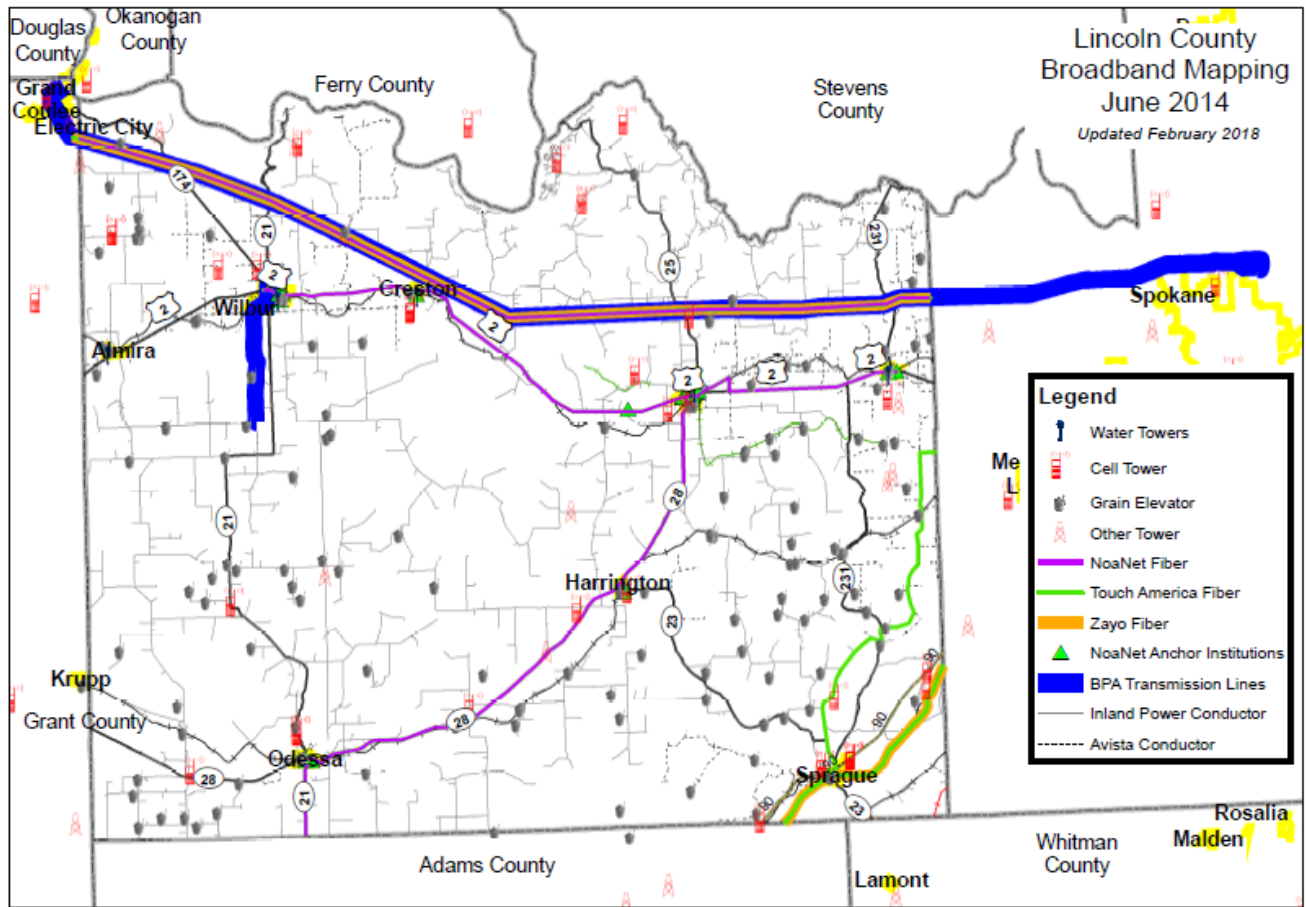 Douglas
County
Okanogan
County
Ferry County
Stevens
County
Lincoln County
Broadband Mapping
June 2014
Updated February 2018
Grand
Coulee
Electric City
174
21
25
231
2
Wilbur
Creston
2
2
Spokane
Almira
2
2
2
2
Legend
Water Towers
Cell Tower
Grain Elevator
Other Tower
NoaNet Fiber
Touch America Fiber
Zayo Fiber
NoaNet Anchor Institutions
BPA Transmission Lines
Inland Power Conductor
Avista Conductor
Me
L
28
21
Harrington
231
23
90
Krupp
Grant County
28
90
Odessa
28
21
Sprague
90
23
Adams County
Whitman
County
Rosalia
Malden
Lamont